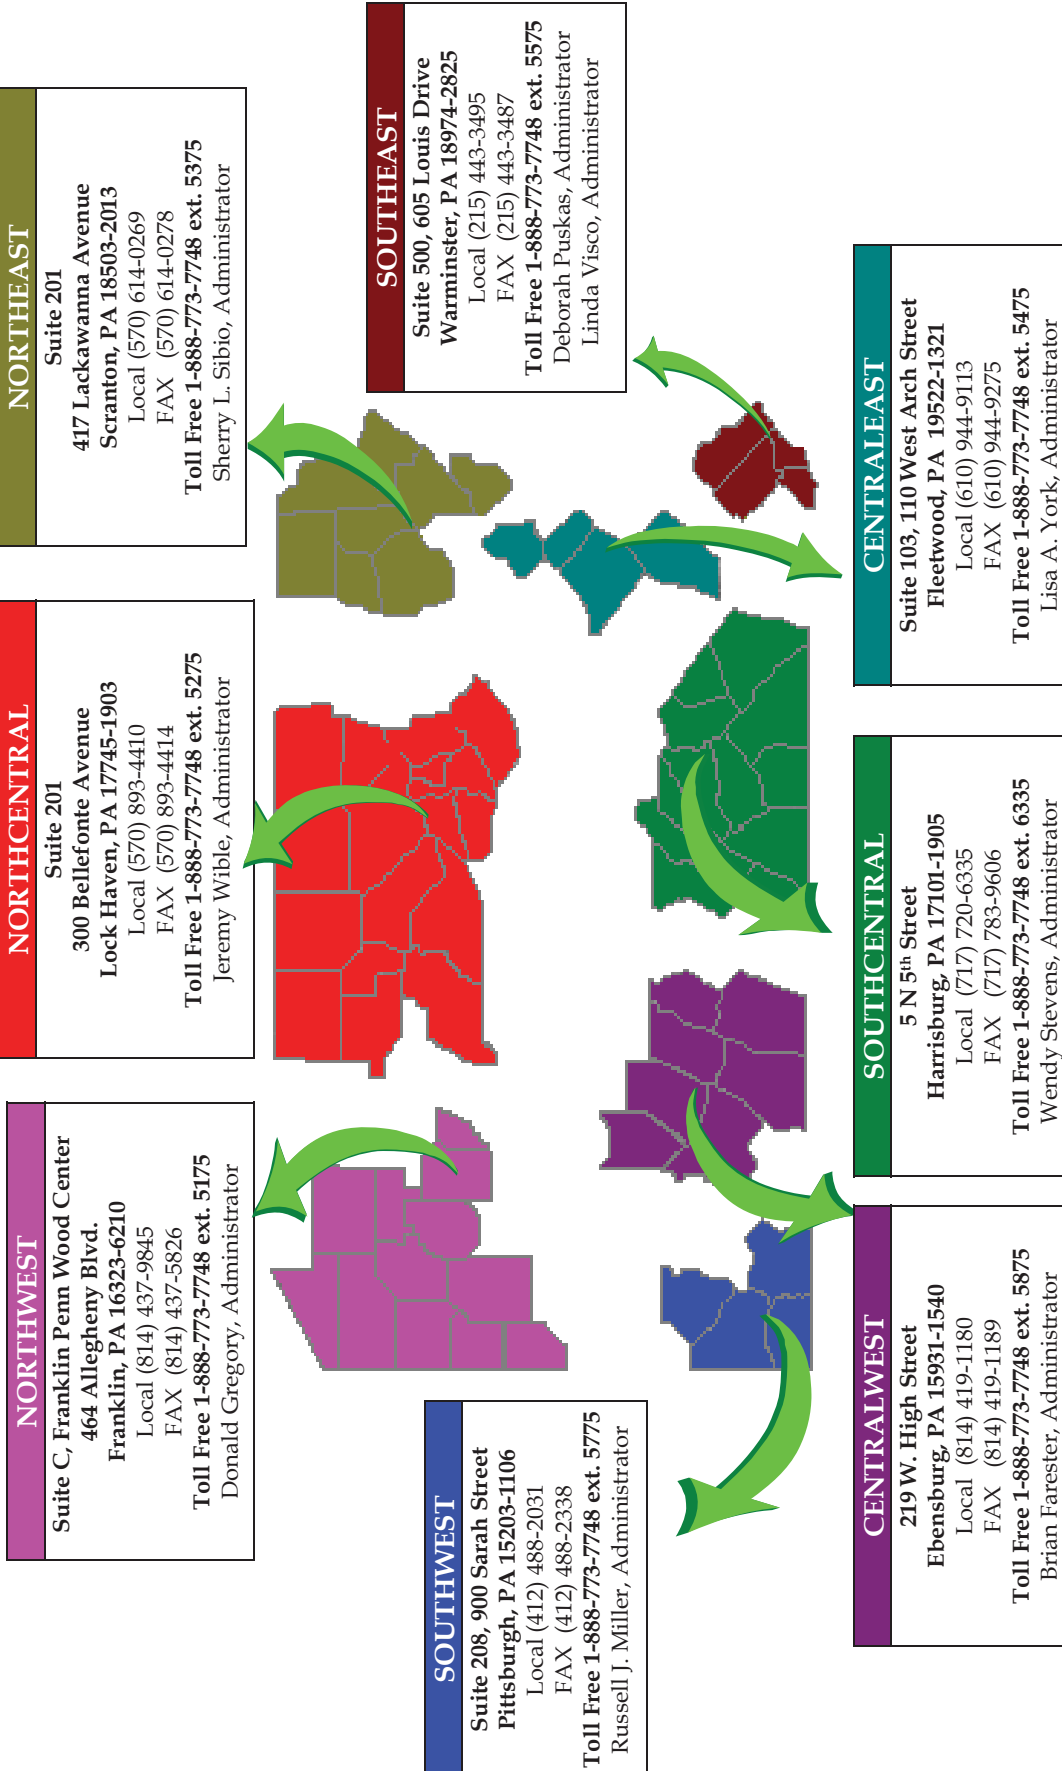 NORTHWEST
Suite C, Franklin Penn Wood Center
464 Allegheny Blvd.
Franklin, PA 16323-6210
Local (814) 437-9845
FAX (814) 437-5826
Toll Free 1-888-773-7748 ext. 5175
Donald Gregory, Administrator
NORTHCENTRAL
Suite 201
300 Bellefonte Avenue
Lock Haven, PA 17745-1903
Local (570) 893-4410
FAX (570) 893-4414
Toll Free 1-888-773-7748 ext. 5275
Jeremy Wible, Administrator
NORTHEAST
Suite 201
417 Lackawanna Avenue
Scranton, PA 18503-2013
Local (570) 614-0269
FAX (570) 614-0278
Toll Free 1-888-773-7748 ext. 5375
Sherry L. Sibio, Administrator
SOUTHWEST
Suite 208, 900 Sarah Street
Pittsburgh, PA 15203-1106
Local (412) 488-2031
FAX (412) 488-2338
Toll Free 1-888-773-7748 ext. 5775
Russell J. Miller, Administrator
SOUTHEAST
Suite 500, 605 Louis Drive
Warminster, PA 18974-2825
Local (215) 443-3495
FAX (215) 443-3487
Toll Free 1-888-773-7748 ext. 5575
Deborah Puskas, Administrator
Linda Visco, Administrator
CENTRALWEST
219 W. High Street
Ebensburg, PA 15931-1540
Local (814) 419-1180
FAX (814) 419-1189
Toll Free 1-888-773-7748 ext. 5875
Brian Farester, Administrator
SOUTHCENTRAL
5 N 5th Street
Harrisburg, PA 17101-1905
Local (717) 720-6335
FAX (717) 783-9606
Toll Free 1-888-773-7748 ext. 6335
Wendy Stevens, Administrator
CENTRALEAST
Suite 103, 110 West Arch Street
Fleetwood, PA 19522-1321
Local (610) 944-9113
FAX (610) 944-9275
Toll Free 1-888-773-7748 ext. 5475
Lisa A. York, Administrator